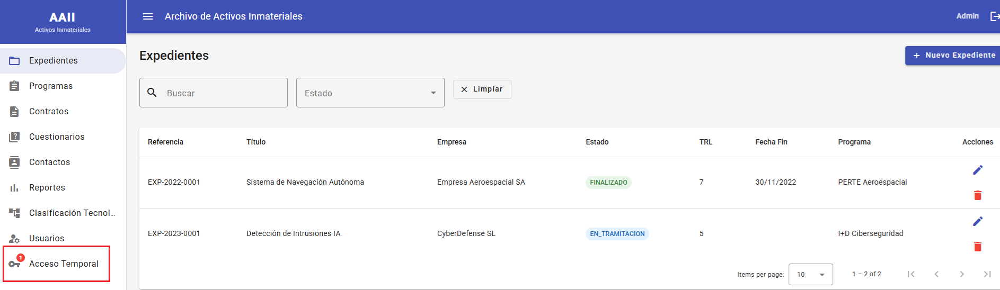 AAII
Activos Inmateriales
Archivo de Activos Inmateriales
Admin
Expedientes
Programas
Contratos
Cuestionarios
Contactos
Reportes
Clasificación Tecnol...
Usuarios
1
Acceso Temporal
Expedientes
+ Nuevo Expediente
Buscar
Estado
Limpiar
Referencia Título Empresa Estado TRL Fecha Fin Programa Acciones
EXP-2022-0001 Sistema de Navegación Autónoma Empresa Aeroespacial SA FINALIZADO 7 30/11/2022 PERTE Aeroespacial
EXP-2023-0001 Detección de Intrusiones IA CyberDefense SL EN_TRAMITACION 5 I+D Ciberseguridad
Items per page: 10 1 – 2 of 2